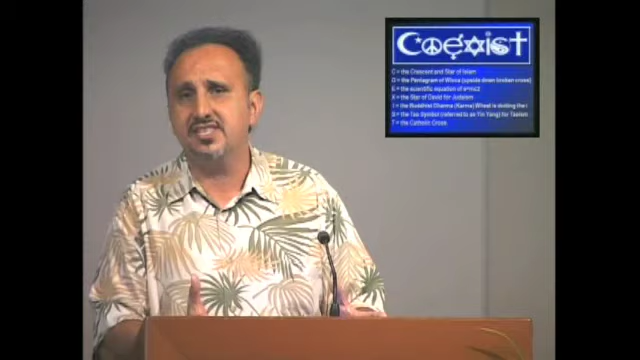 COEXIST
C = the Crescent and Star of Islam
O = the Pentagram of Wicca (upside down broken cross)
E = the scientific equation of e=mc2
X = the Star of David for Judaism
I = the Buddhist Dharma (Karma) Wheel is dotting the i
S = the Tao Symbol (referred to as Yin Yang) for Taoism
T = the Catholic Cross